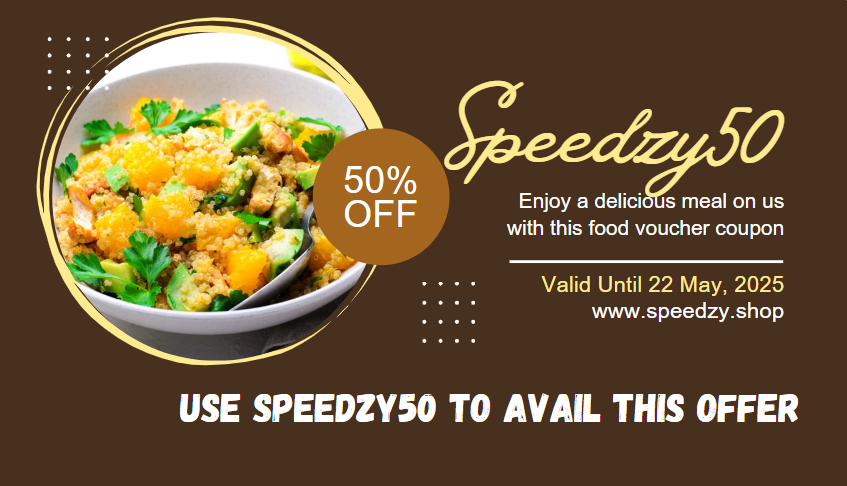 50%
OFF
Speedzy50
Enjoy a delicious meal on us
with this food voucher coupon
Valid Until 22 May, 2025
www.speedzy.shop
USE SPEEDZY50 TO AVAIL THIS OFFER